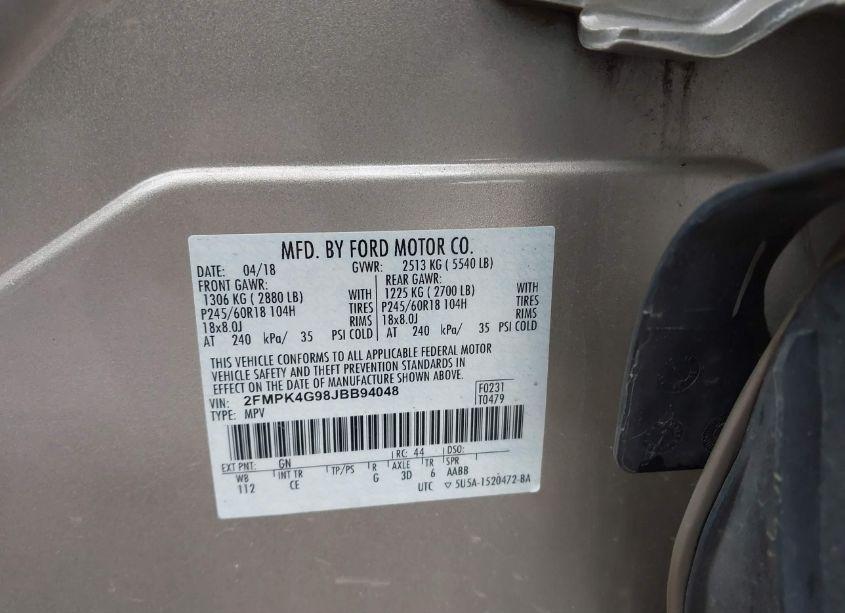 MFD. BY FORD MOTOR CO.
DATE: 04/18 GVWR: 2513 KG ( 5540 LB)
FRONT GAWR: REAR GAWR:
1306 KG ( 2880 LB) WITH 1225 KG ( 2700 LB) WITH
P245/60R18 104H TIRES P245/60R18 104H TIRES
18x8.0J RIMS 18x8.0J RIMS
AT 240 kPa/ 35 PSI COLD AT 240 kPa/ 35 PSI COLD
THIS VEHICLE CONFORMS TO ALL APPLICABLE FEDERAL MOTOR
VEHICLE SAFETY AND THEFT PREVENTION STANDARDS IN
EFFECT ON THE DATE OF MANUFACTURE SHOWN ABOVE.
VIN: 2FMPK4G98JBB94048 F0231
TYPE: MPV T0479
RC: 44 DSO:
EXT PNT: GN
WB INT TR TP/PS R AXLE TR SPR
112 CE G 3D 6 AABB
UTC ▽ 5U5A-1520472-BA